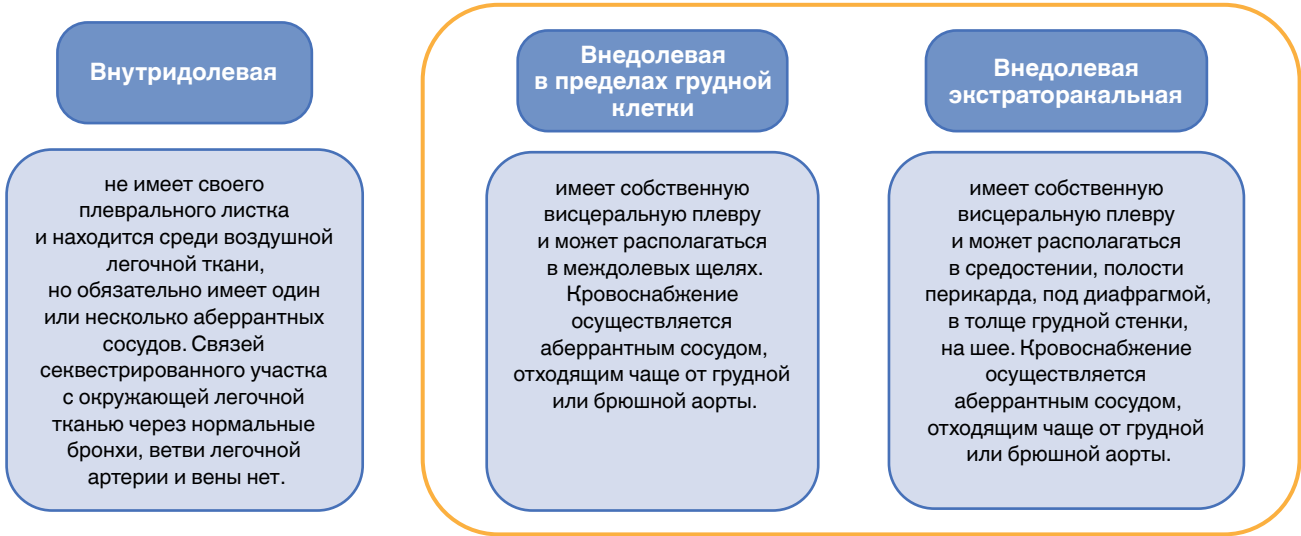 Внутридолевая
не имеет своего
плеврального листка
и находится среди воздушной
легочной ткани,
но обязательно имеет один
или несколько аберрантных
сосудов. Связей
секвестрированного участка
с окружающей легочной
тканью через нормальные
бронхи, ветви легочной
артерии и вены нет.
Внедолевая
в пределах грудной
клетки
имеет собственную
висцеральную плевру
и может располагаться
в междолевых щелях.
Кровоснабжение
осуществляется
аберрантным сосудом,
отходящим чаще от грудной
или брюшной аорты.
Внедолевая
экстраторакальная
имеет собственную
висцеральную плевру
и может располагаться
в средостении, полости
перикарда, под диафрагмой,
в толще грудной стенки,
на шее. Кровоснабжение
осуществляется
аберрантным сосудом,
отходящим чаще от грудной
или брюшной аорты.